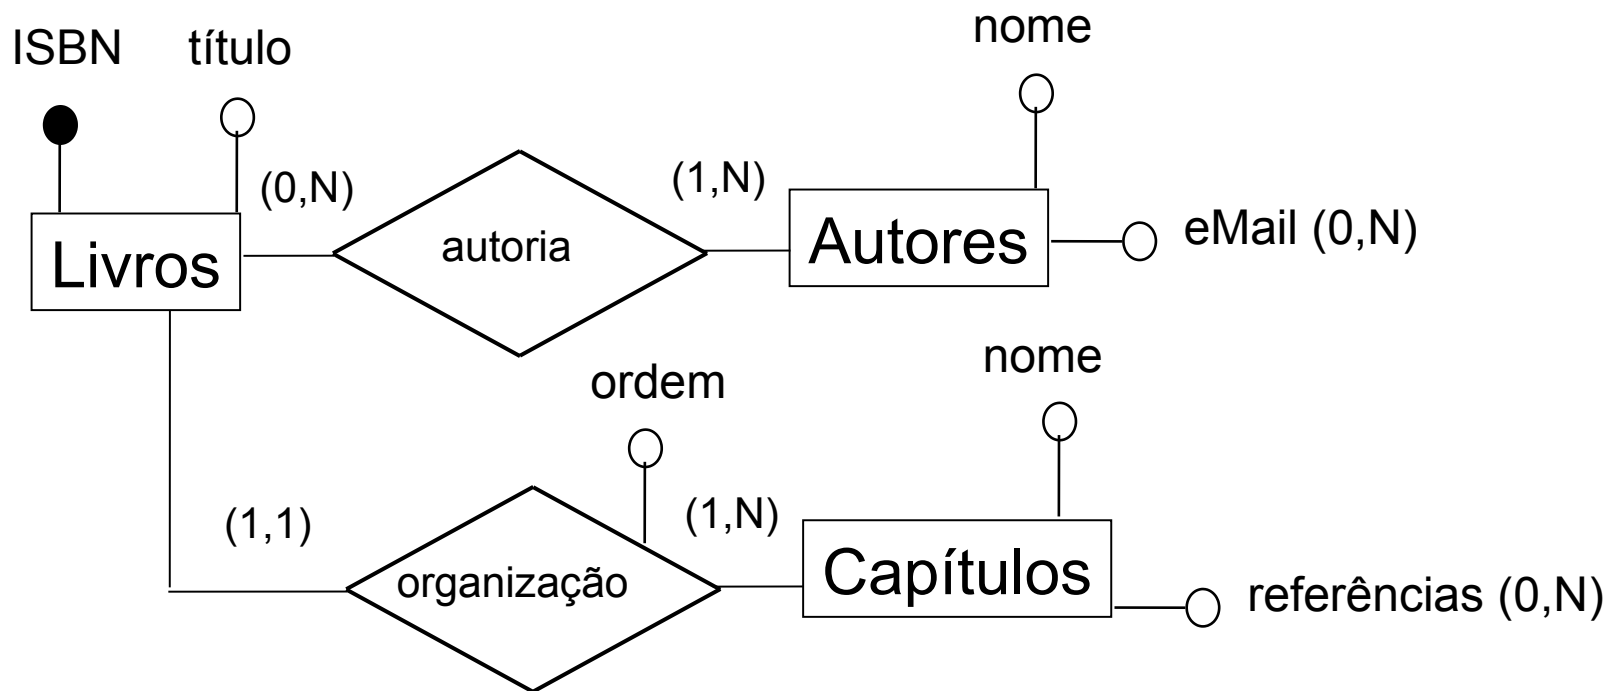 nome
ISBN título
(0,N) (1,N)
Livros autoria Autores eMail (0,N)
ordem nome
(1,1) (1,N)
organização Capítulos referências (0,N)